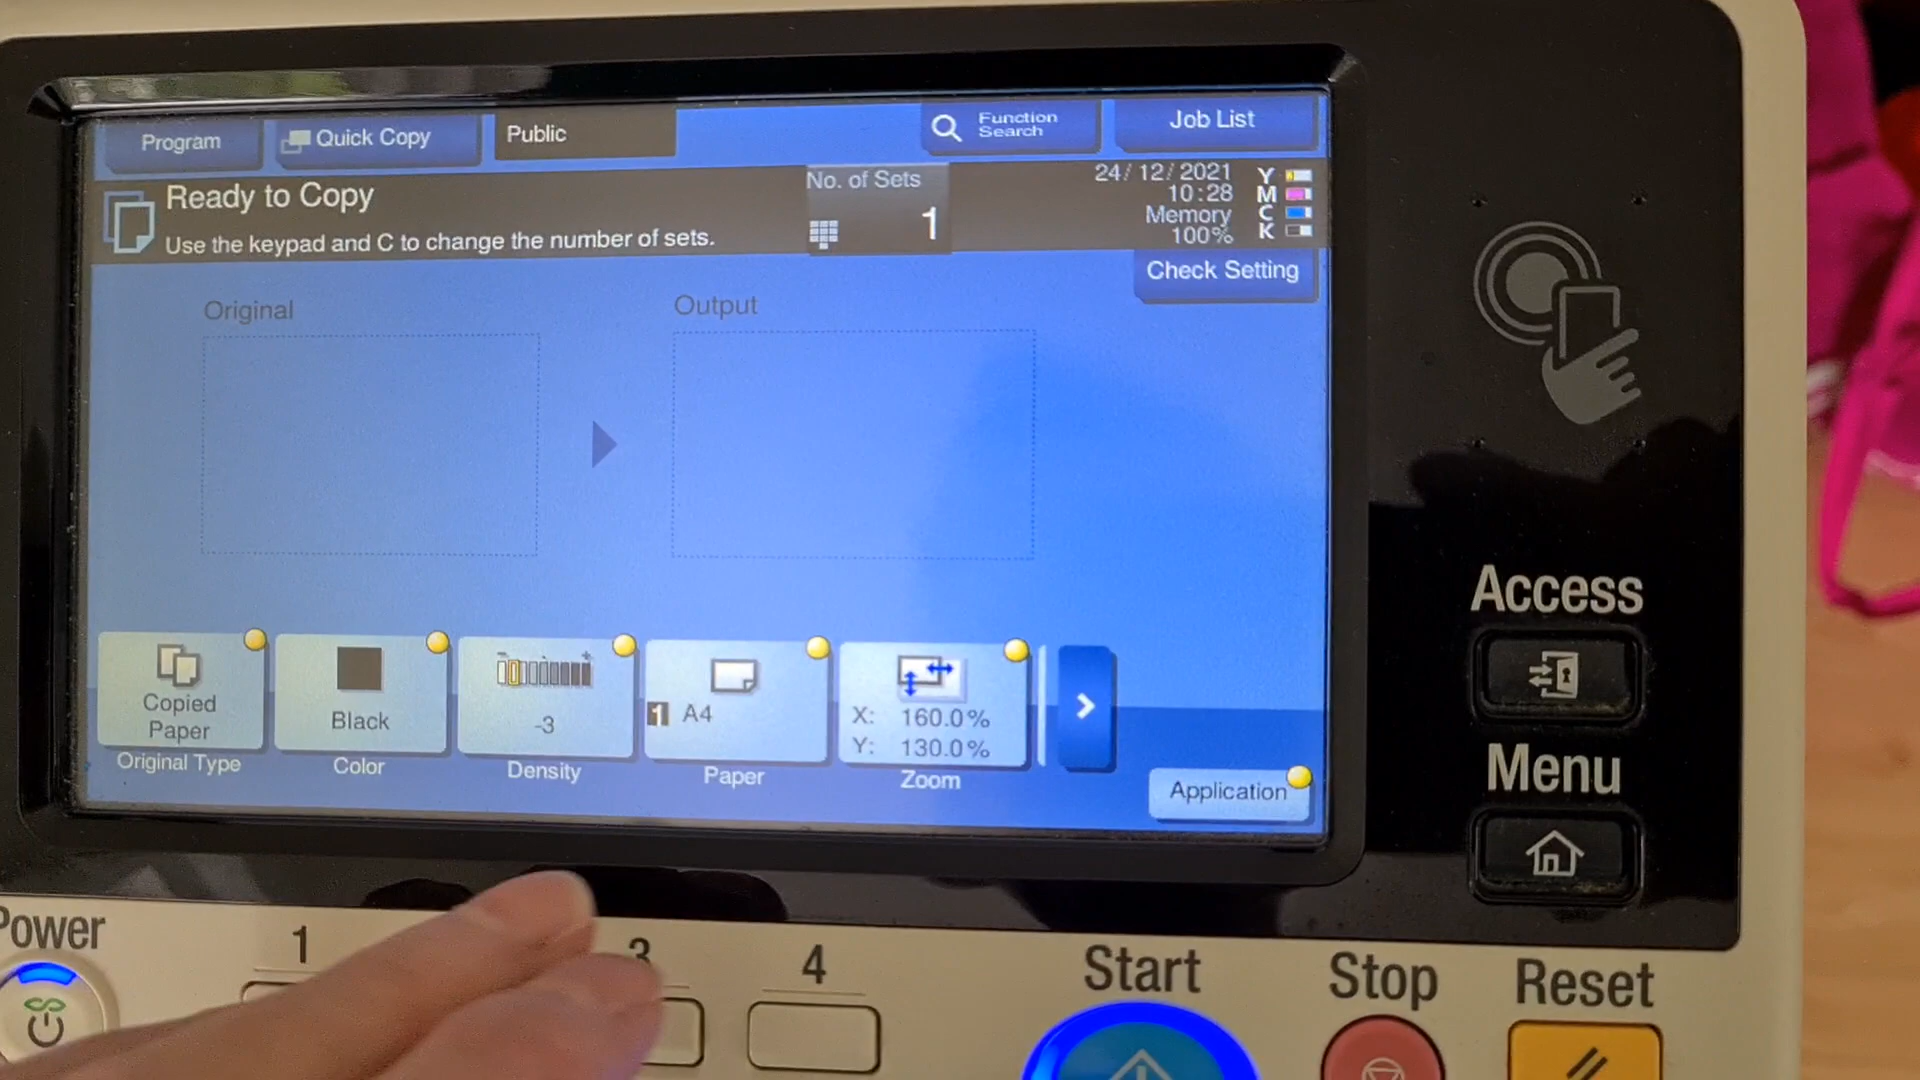 Program
Quick Copy
Public
Function
Search
Job List
Ready to Copy
Use the keypad and C to change the number of sets.
No. of Sets
1
24/12/2021
10:28
Memory
100%
Y
M
C
K
Check Setting
Original
Output
Copied
Paper
Original Type
Black
Color
- +
-3
Density
1 A4
Paper
X: 160.0%
Y: 130.0%
Zoom
Application
Access
Menu
Power
1
3
4
Start
Stop
Reset